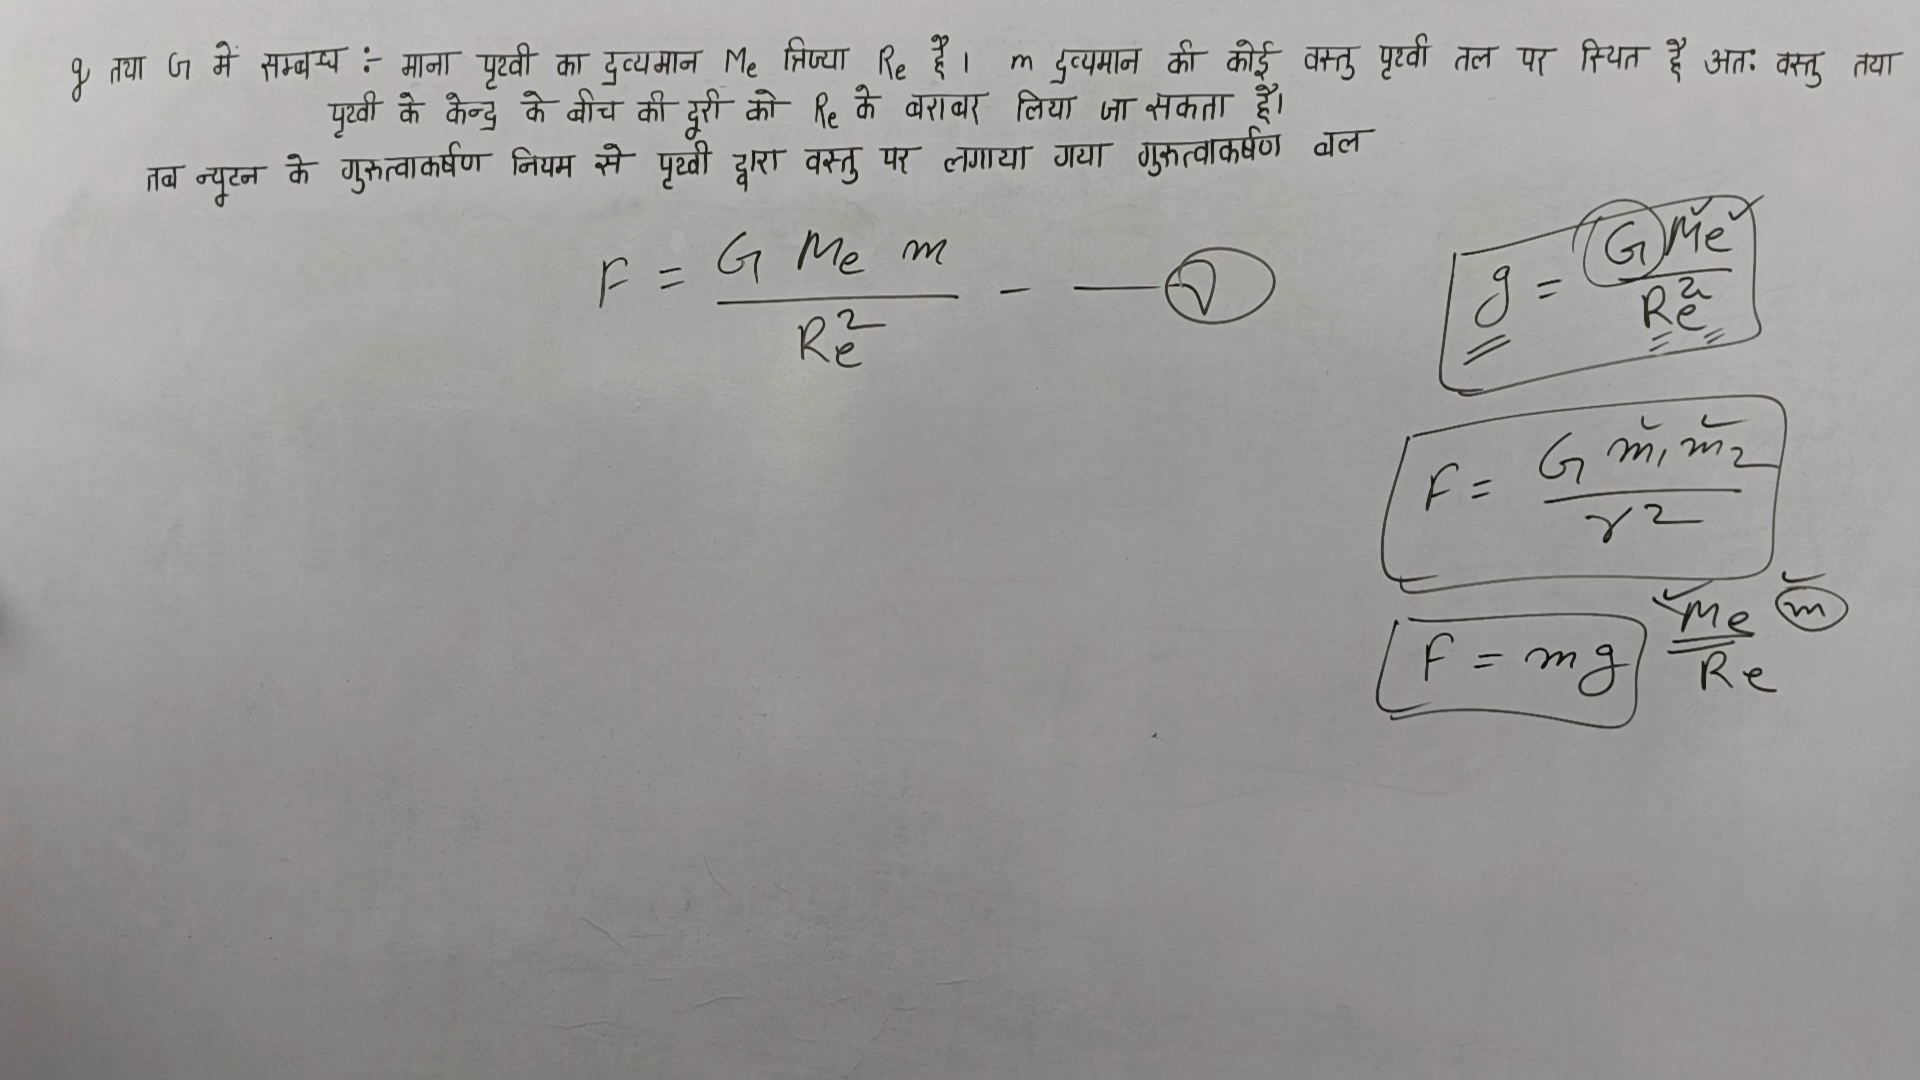 g तथा G में सम्बन्ध :- माना पृथ्वी का द्रव्यमान Me त्रिज्या Re है। m द्रव्यमान की कोई वस्तु पृथ्वी तल पर स्थित है अतः वस्तु तथा
पृथ्वी के केन्द्र के बीच की दूरी को Re के बराबर लिया जा सकता है।
तब न्यूटन के गुरुत्वाकर्षण नियम से पृथ्वी द्वारा वस्तु पर लगाया गया गुरुत्वाकर्षण बल
F = G Me m / Re²
g = G Me / Re²
F = G m₁ m₂ / r²
F = mg
Me m
Re